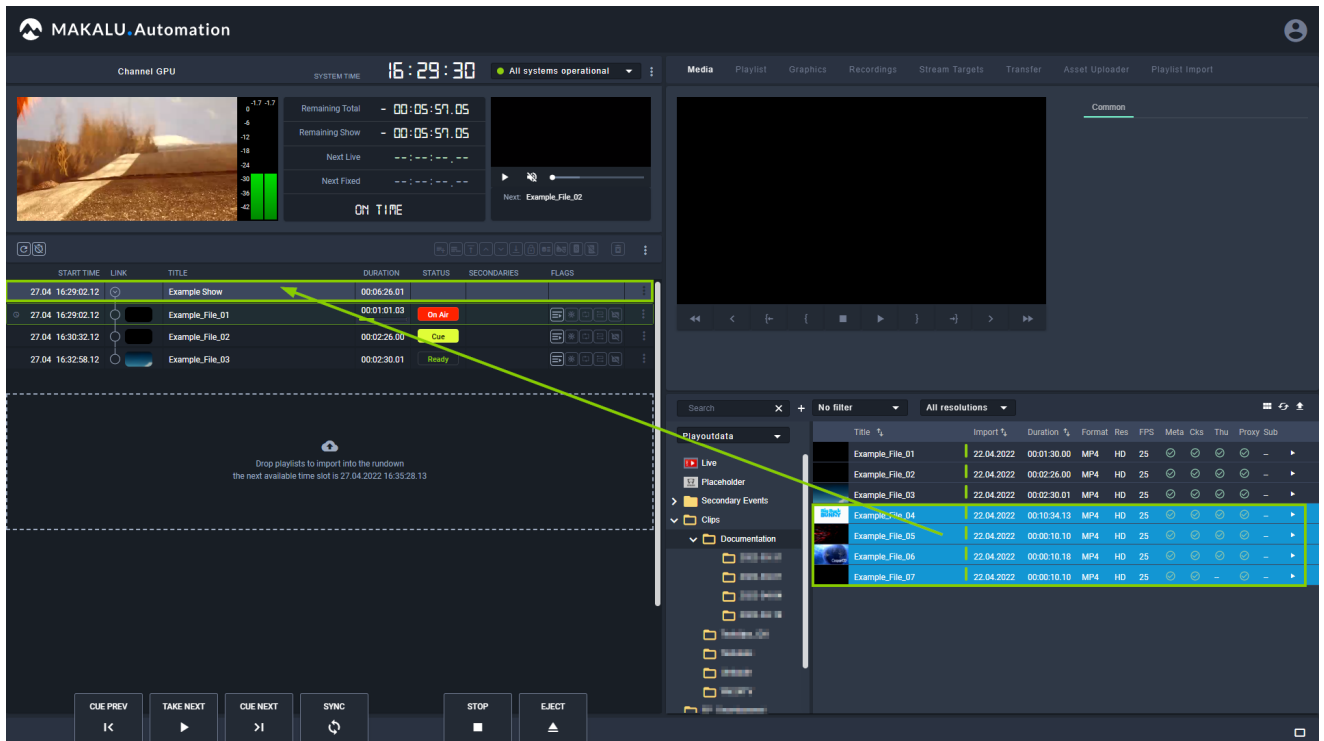 MAKALU.Automation
Channel GPU
SYSTEM TIME 16:29:30
All systems operational
0 -1.7 -1.7
-6
-12
-18
-24
-30
-36
-42
Remaining Total - 00:05:57.05
Remaining Show - 00:05:57.05
Next Live --:--:--.--
Next Fixed --:--:--.--
ON TIME
Next: Example_File_02
START TIME LINK TITLE DURATION STATUS SECONDARIES FLAGS
27.04 16:29:02.12 Example Show 00:06:26.01
27.04 16:29:02.12 Example_File_01 00:01:01.03 On Air
27.04 16:30:32.12 Example_File_02 00:02:26.00 Cue
27.04 16:32:58.12 Example_File_03 00:02:30.01 Ready
Drop playlists to import into the rundown
the next available time slot is 27.04.2022 16:35:28.13
CUE PREV TAKE NEXT CUE NEXT SYNC STOP EJECT
Media Playlist Graphics Recordings Stream Targets Transfer Asset Uploader Playlist Import
Common
Search No filter All resolutions
Playoutdata
Live
Placeholder
Secondary Events
Clips
Documentation
Title Import Duration Format Res FPS Meta Cks Thu Proxy Sub
Example_File_01 22.04.2022 00:01:30.00 MP4 HD 25 –
Example_File_02 22.04.2022 00:02:26.00 MP4 HD 25 –
Example_File_03 22.04.2022 00:02:30.01 MP4 HD 25 –
Example_File_04 22.04.2022 00:10:34.13 MP4 HD 25 –
Example_File_05 22.04.2022 00:00:10.10 MP4 HD 25 –
Example_File_06 22.04.2022 00:00:10.18 MP4 HD 25 –
Example_File_07 22.04.2022 00:00:10.10 MP4 HD 25 – –